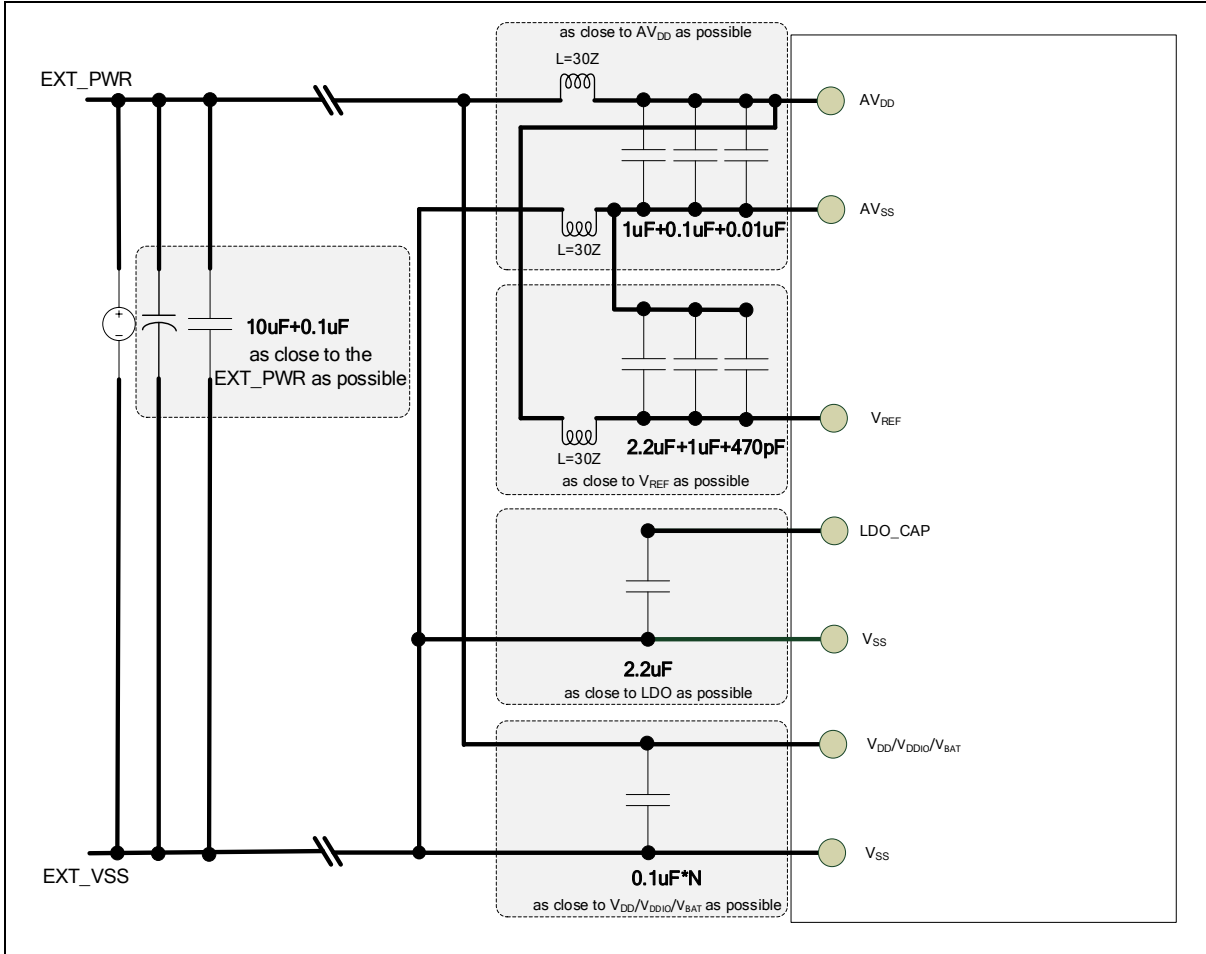 as close to AVDD as possible
L=30Z
EXT_PWR
AVDD
AVSS
1uF+0.1uF+0.01uF
L=30Z
10uF+0.1uF
as close to the
EXT_PWR as possible
VREF
2.2uF+1uF+470pF
L=30Z
as close to VREF as possible
LDO_CAP
VSS
2.2uF
as close to LDO as possible
VDD/VDDIO/VBAT
VSS
EXT_VSS
0.1uF*N
as close to VDD/VDDIO/VBAT as possible